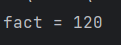 fact = 120